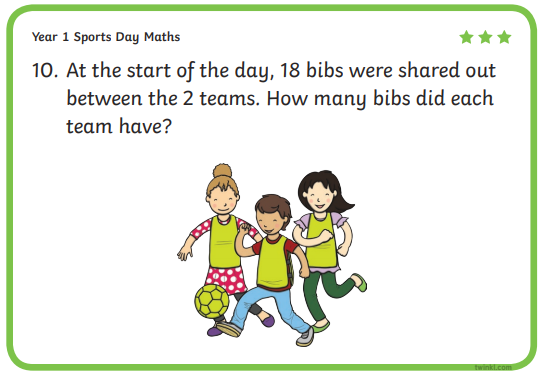 Year 1 Sports Day Maths
10. At the start of the day, 18 bibs were shared out
between the 2 teams. How many bibs did each
team have?
twinkl.com